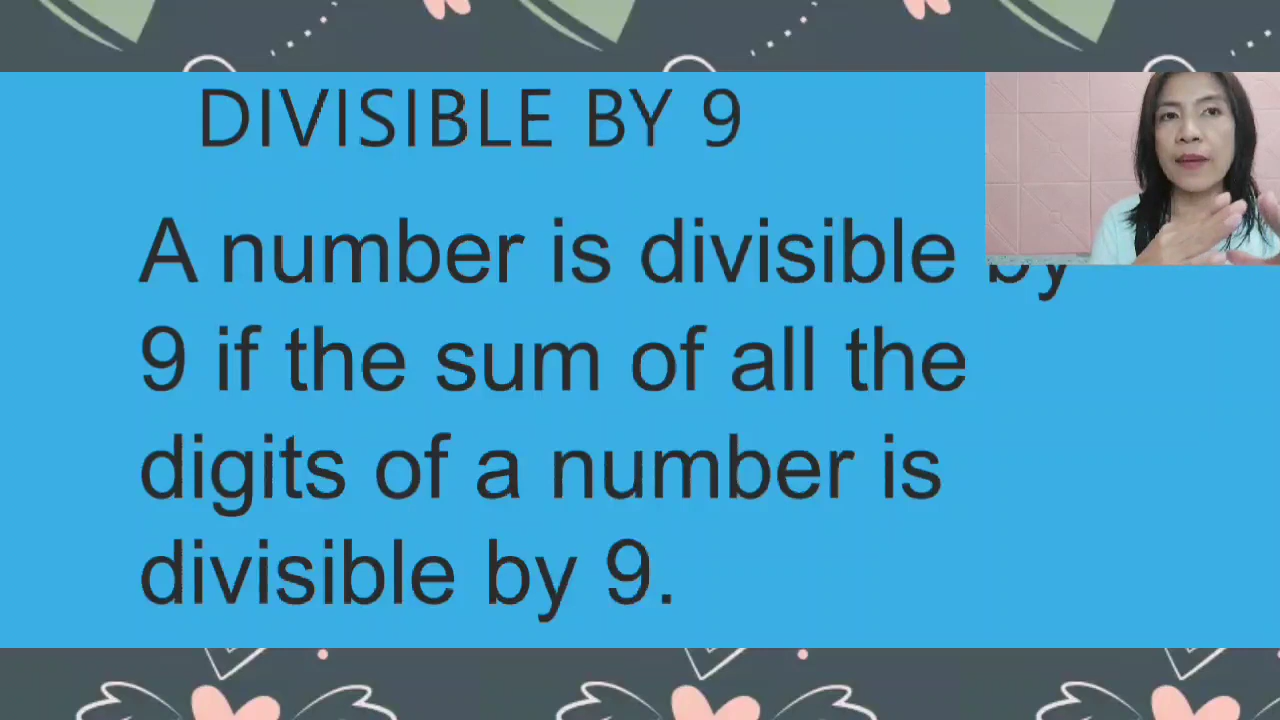 DIVISIBLE BY 9
A number is divisible by
9 if the sum of all the
digits of a number is
divisible by 9.